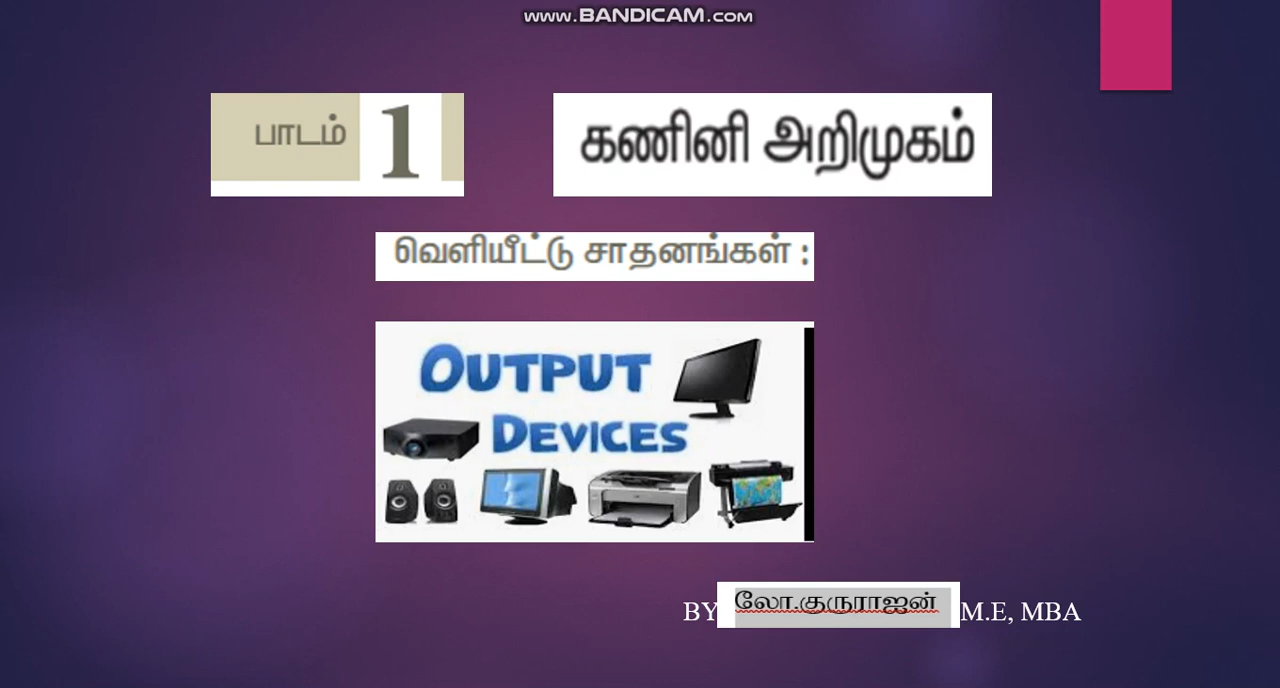 www.BANDICAM.com
பாடம் 1
கணினி அறிமுகம்
வெளியீட்டு சாதனங்கள் :
OUTPUT
DEVICES
BY லோ.குருராஜன் M.E, MBA